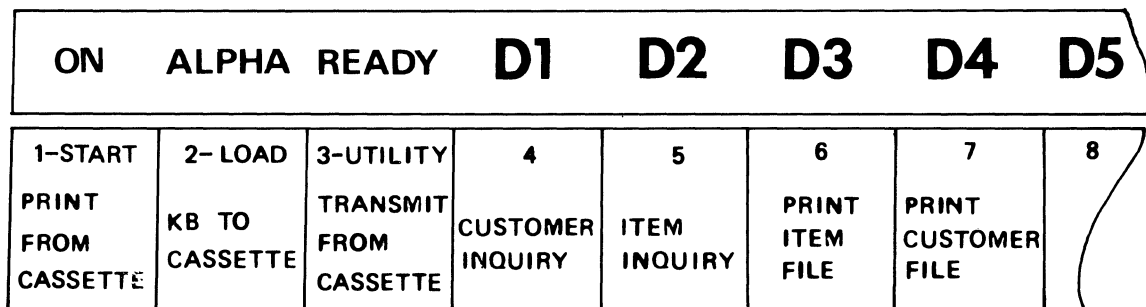 ON ALPHA READY D1 D2 D3 D4 D5
1-START 2-LOAD 3-UTILITY 4 5 6 7 8
PRINT
FROM
CASSETTE
KB TO
CASSETTE
TRANSMIT
FROM
CASSETTE
CUSTOMER
INQUIRY
ITEM
INQUIRY
PRINT
ITEM
FILE
PRINT
CUSTOMER
FILE